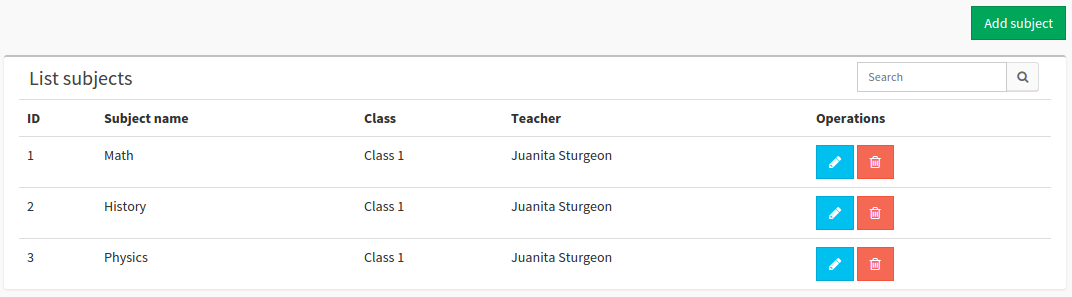 Add subject
List subjects
Search
ID Subject name Class Teacher Operations
1 Math Class 1 Juanita Sturgeon
2 History Class 1 Juanita Sturgeon
3 Physics Class 1 Juanita Sturgeon